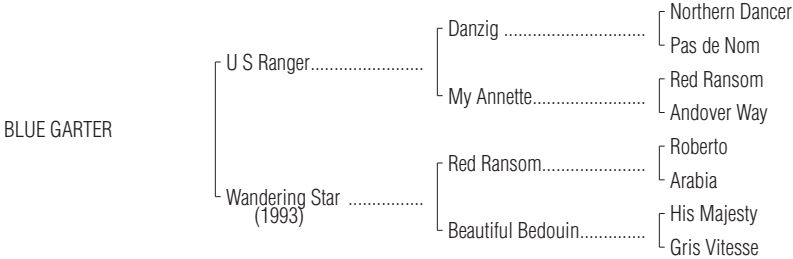 Northern Dancer
Danzig ..............................
Pas de Nom
U S Ranger........................
Red Ransom
My Annette........................
Andover Way
BLUE GARTER
Roberto
Red Ransom......................
Arabia
Wandering Star ................
(1993)
His Majesty
Beautiful Bedouin..............
Gris Vitesse